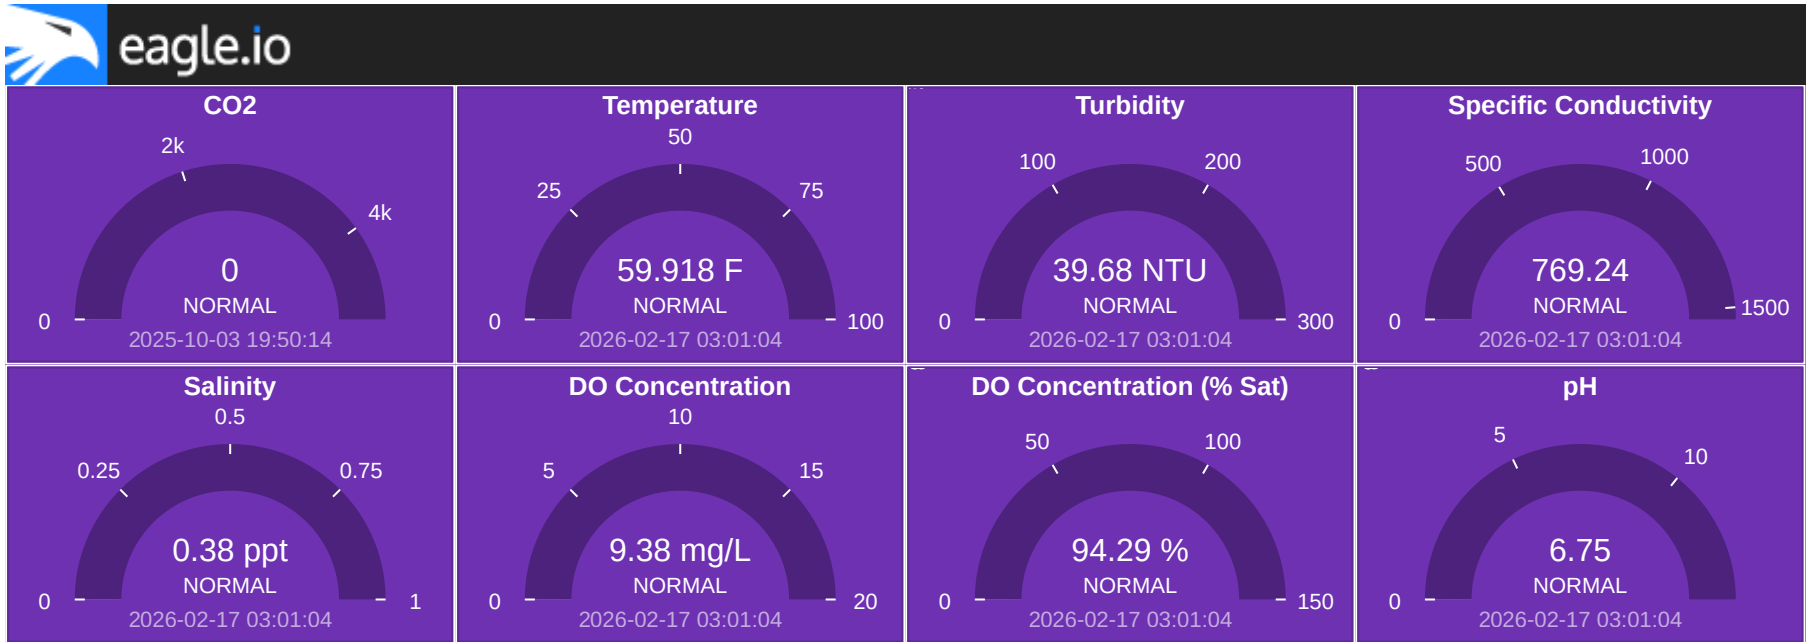 eagle.io
CO2
2k
4k
0
0
NORMAL
2025-10-03 19:50:14
Temperature
50
25
75
59.918 F
NORMAL
0
100
2026-02-17 03:01:04
Turbidity
100
200
39.68 NTU
NORMAL
0
300
2026-02-17 03:01:04
Specific Conductivity
500
1000
769.24
NORMAL
0
1500
2026-02-17 03:01:04
Salinity
0.5
0.25
0.75
0.38 ppt
NORMAL
0
1
2026-02-17 03:01:04
DO Concentration
10
5
15
9.38 mg/L
NORMAL
0
20
2026-02-17 03:01:04
DO Concentration (% Sat)
50
100
94.29 %
NORMAL
0
150
2026-02-17 03:01:04
pH
5
10
6.75
NORMAL
0
2026-02-17 03:01:04